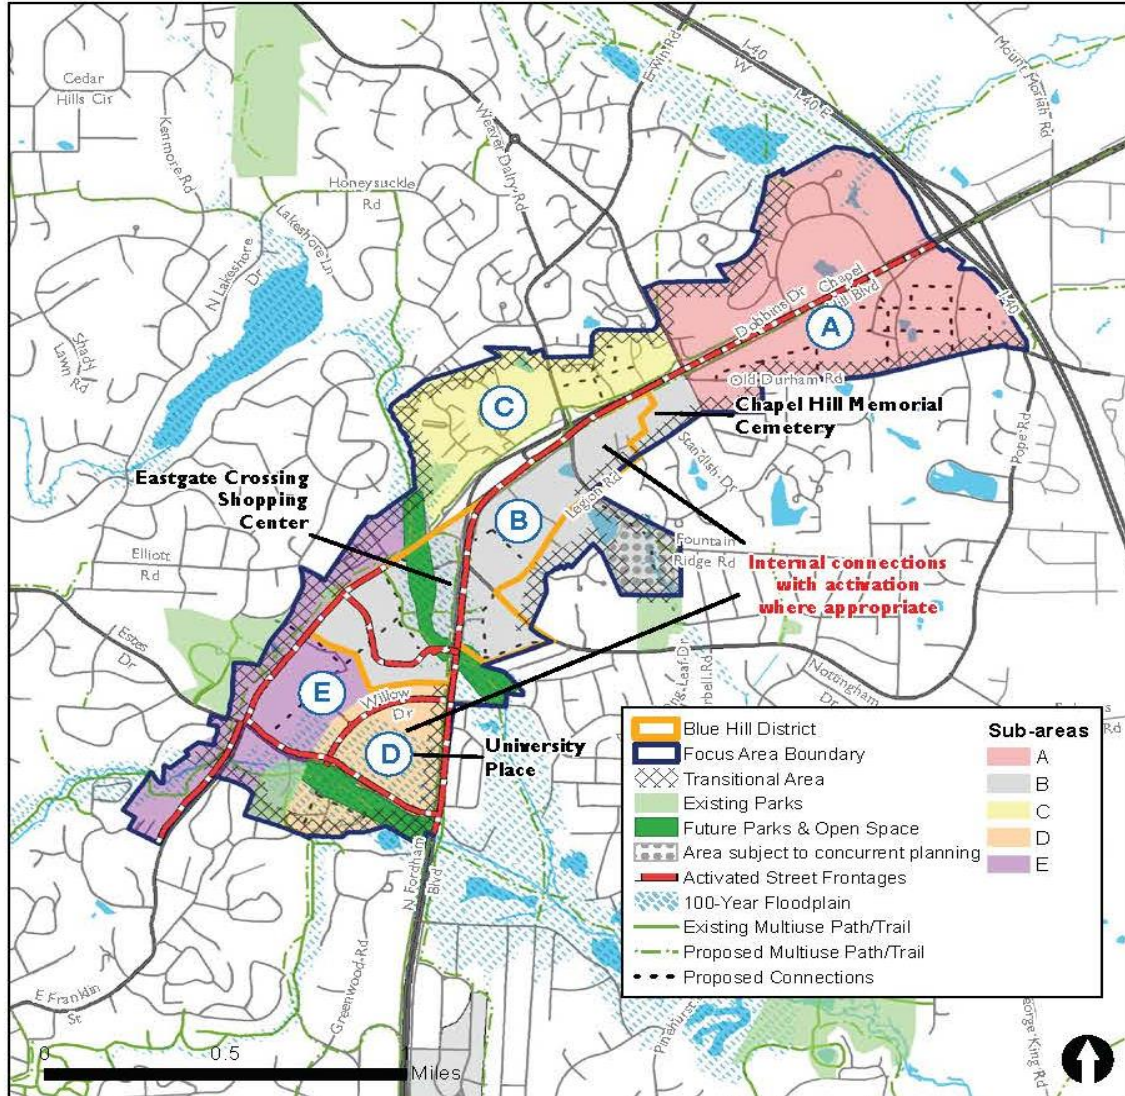 Cedar
Hills Cir
Kenmore Rd
Honeysuckle
Rd
Lakeshore Ln
N Lakeshore
Dr
Shady
Lawn Rd
Weaver Dairy Rd
Erwin Rd
I-40
W
I-40 E
Mount Moriah Rd
I-40
Dobbins Dr
Chapel
Hill Blvd
A
Old Durham Rd
Chapel Hill Memorial
Cemetery
C
Standish Dr
Pope Rd
Eastgate Crossing
Shopping
Center
Legion Rd
B
Fountain
Ridge Rd
Internal connections
with activation
where appropriate
Elliott
Rd
Estes
Dr
E
Willow
Dr
D
University
Place
Nottingham
Dr
Rd
N Fordham
Blvd
Greenwood Rd
E Franklin
St
Blue Hill District
Focus Area Boundary
Transitional Area
Existing Parks
Future Parks & Open Space
Area subject to concurrent planning
Activated Street Frontages
100-Year Floodplain
Existing Multiuse Path/Trail
Proposed Multiuse Path/Trail
Proposed Connections
Sub-areas
A
B
C
D
E
0
0.5
Miles